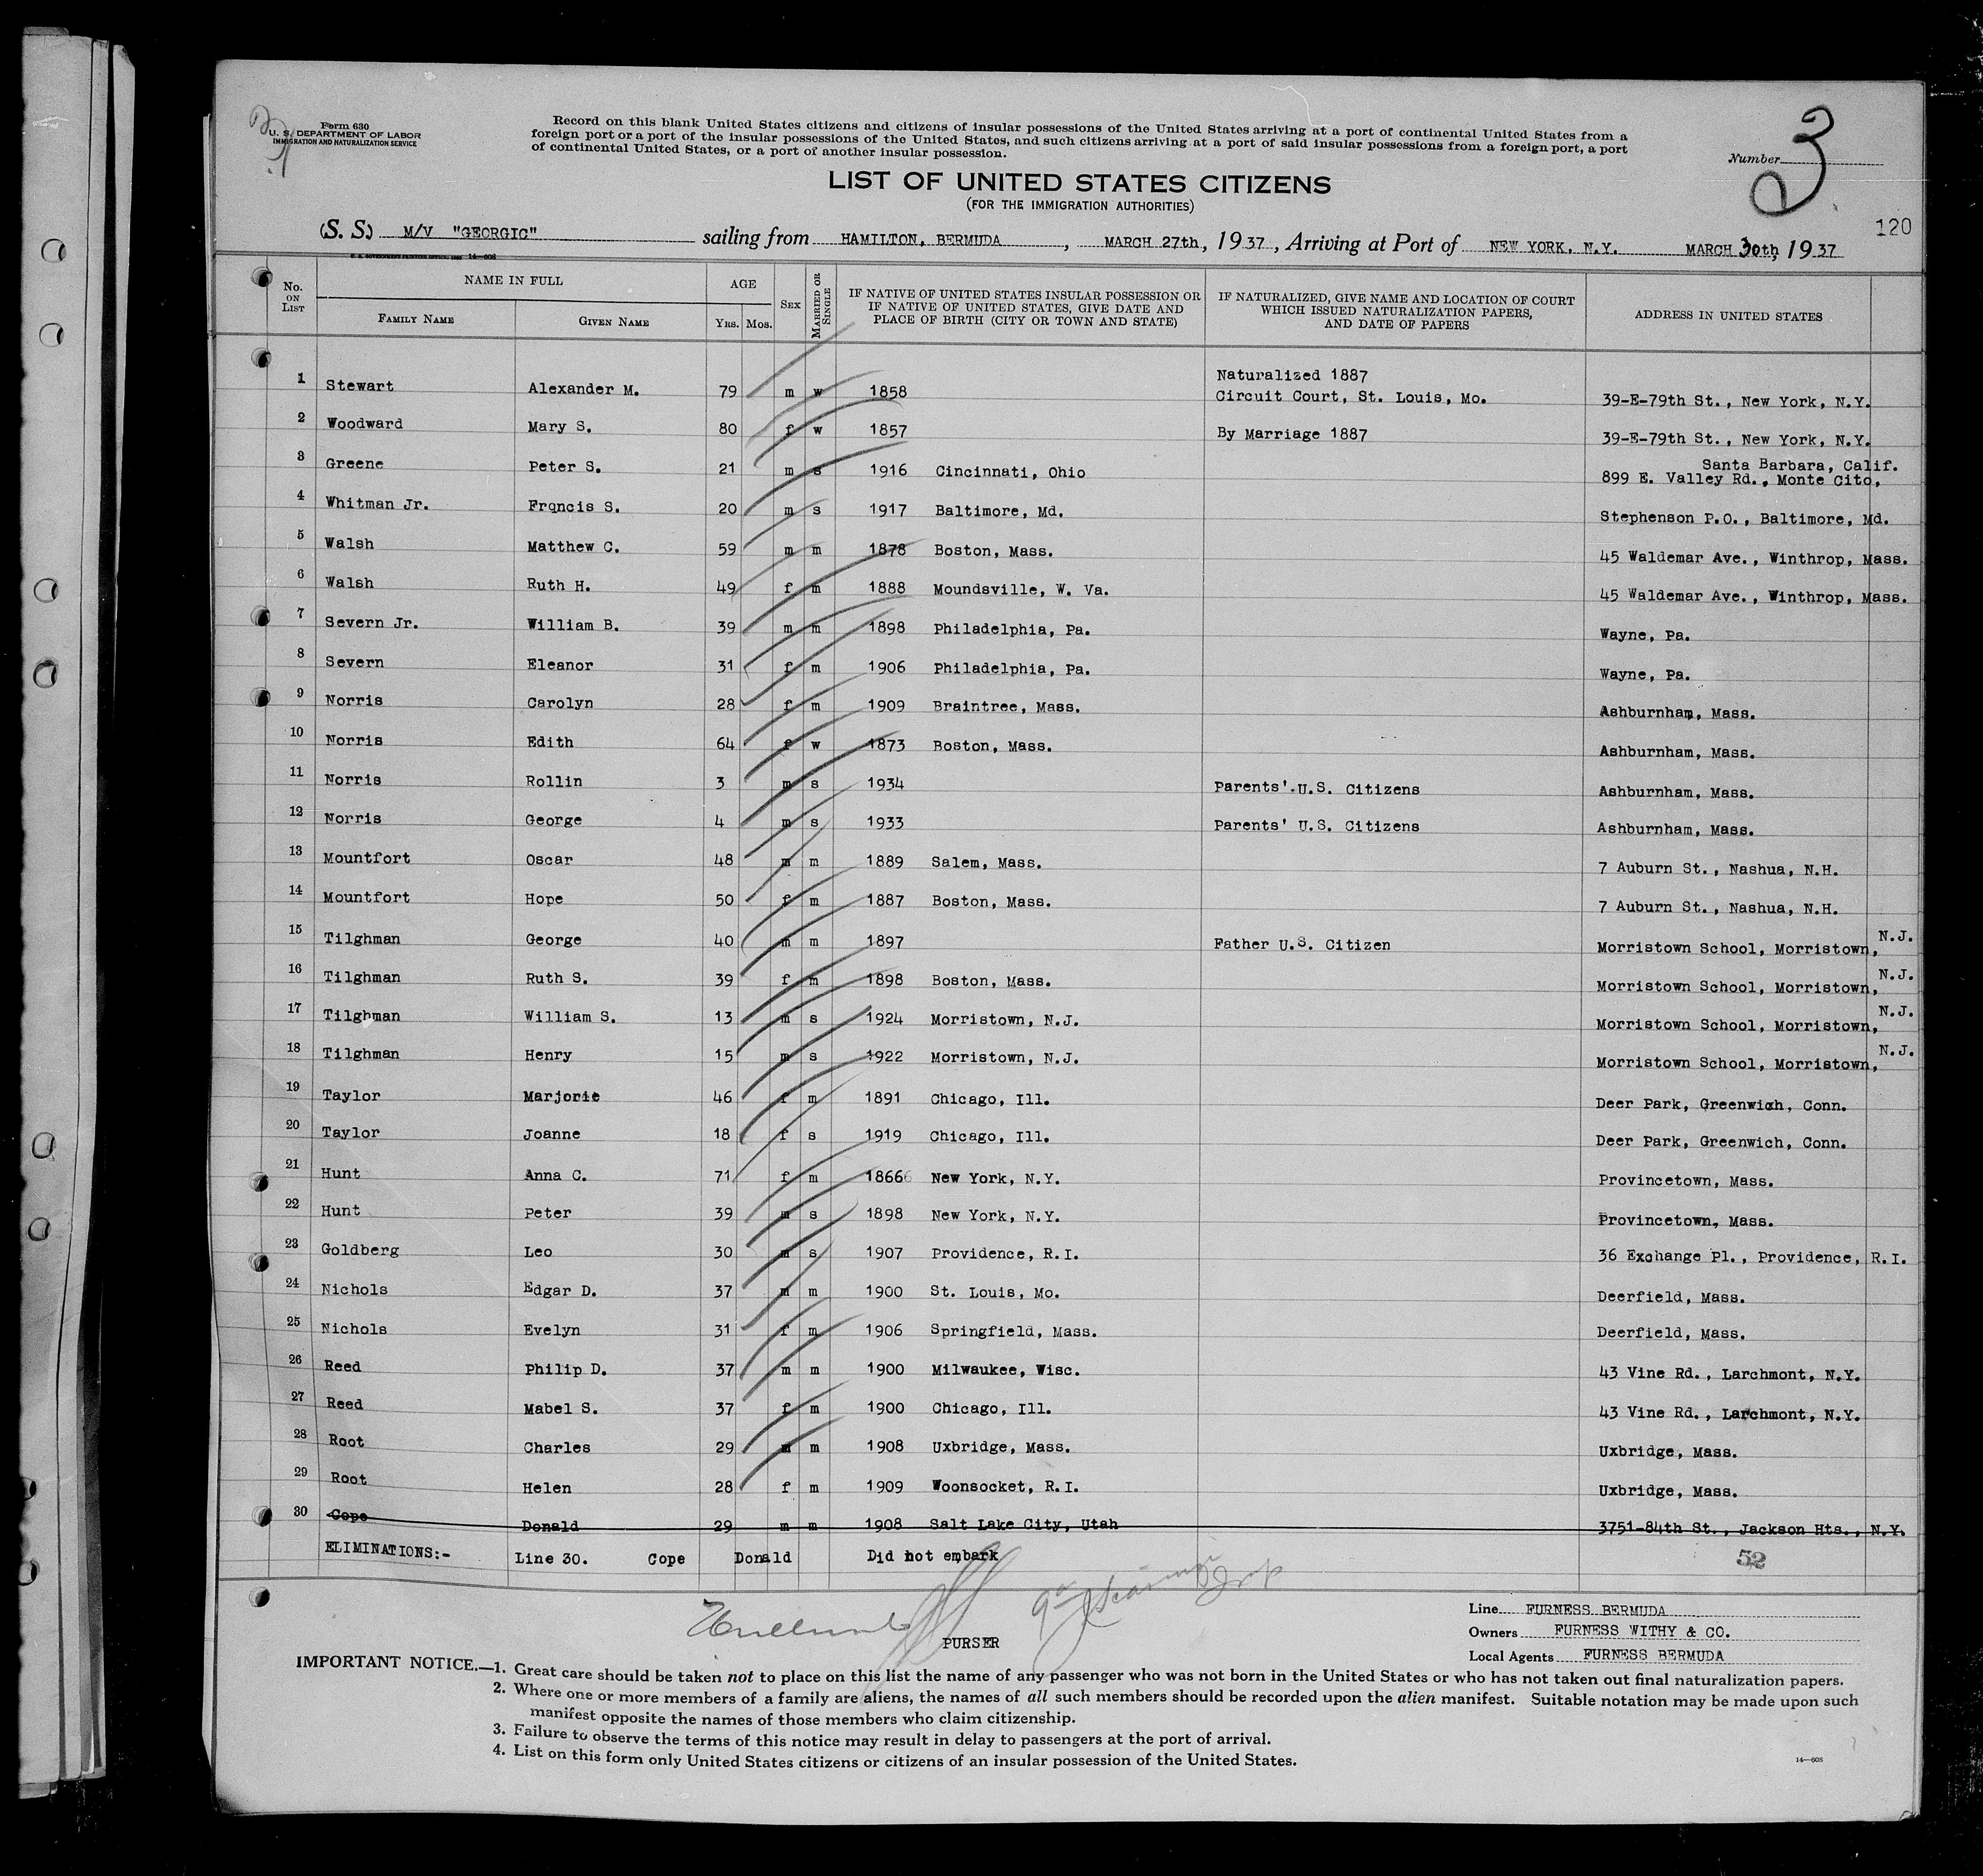 Form 630
U. S. DEPARTMENT OF LABOR
IMMIGRATION AND NATURALIZATION SERVICE
Record on this blank United States citizens and citizens of insular possessions of the United States arriving at a port of continental United States from a
foreign port or a port of the insular possessions of the United States, and such citizens arriving at a port of said insular possessions from a foreign port, a port
of continental United States, or a port of another insular possession.
Number 3
LIST OF UNITED STATES CITIZENS
(FOR THE IMMIGRATION AUTHORITIES)
120
(S. S.) M/V "GEORGIC" sailing from HAMILTON, BERMUDA, MARCH 27th, 1937, Arriving at Port of NEW YORK, N.Y. MARCH 30th, 1937
14-608
No. ON LIST NAME IN FULL FAMILY NAME GIVEN NAME AGE YRS. MOS. SEX MARRIED OR SINGLE IF NATIVE OF UNITED STATES INSULAR POSSESSION OR IF NATIVE OF UNITED STATES, GIVE DATE AND PLACE OF BIRTH (CITY OR TOWN AND STATE) IF NATURALIZED, GIVE NAME AND LOCATION OF COURT WHICH ISSUED NATURALIZATION PAPERS, AND DATE OF PAPERS ADDRESS IN UNITED STATES
1 Stewart Alexander M. 79 m w 1858 Naturalized 1887 Circuit Court, St. Louis, Mo. 39-E-79th St., New York, N.Y.
2 Woodward Mary S. 80 f w 1857 By Marriage 1887 39-E-79th St., New York, N.Y.
3 Greene Peter S. 21 m s 1916 Cincinnati, Ohio Santa Barbara, Calif. 899 E. Valley Rd., Monte Cito,
4 Whitman Jr. Francis S. 20 m s 1917 Baltimore, Md. Stephenson P.O., Baltimore, Md.
5 Walsh Matthew C. 59 m m 1878 Boston, Mass. 45 Waldemar Ave., Winthrop, Mass.
6 Walsh Ruth H. 49 f m 1888 Moundsville, W. Va. 45 Waldemar Ave., Winthrop, Mass.
7 Severn Jr. William B. 39 m m 1898 Philadelphia, Pa. Wayne, Pa.
8 Severn Eleanor 31 f m 1906 Philadelphia, Pa. Wayne, Pa.
9 Norris Carolyn 28 f m 1909 Braintree, Mass. Ashburnham, Mass.
10 Norris Edith 64 f w 1873 Boston, Mass. Ashburnham, Mass.
11 Norris Rollin 3 m s 1934 Parents' U.S. Citizens Ashburnham, Mass.
12 Norris George 4 m s 1933 Parents' U.S. Citizens Ashburnham, Mass.
13 Mountfort Oscar 48 m m 1889 Salem, Mass. 7 Auburn St., Nashua, N.H.
14 Mountfort Hope 50 f m 1887 Boston, Mass. 7 Auburn St., Nashua, N.H.
15 Tilghman George 40 m m 1897 Father U.S. Citizen Morristown School, Morristown, N.J.
16 Tilghman Ruth S. 39 f m 1898 Boston, Mass. Morristown School, Morristown, N.J.
17 Tilghman William S. 13 m s 1924 Morristown, N.J. Morristown School, Morristown, N.J.
18 Tilghman Henry 15 m s 1922 Morristown, N.J. Morristown School, Morristown, N.J.
19 Taylor Marjorie 46 f m 1891 Chicago, Ill. Deer Park, Greenwich, Conn.
20 Taylor Joanne 18 f s 1919 Chicago, Ill. Deer Park, Greenwich, Conn.
21 Hunt Anna C. 71 f m 1866 New York, N.Y. Provincetown, Mass.
22 Hunt Peter 39 m s 1898 New York, N.Y. Provincetown, Mass.
23 Goldberg Leo 30 m s 1907 Providence, R.I. 36 Exchange Pl., Providence, R.I.
24 Nichols Edgar D. 37 m m 1900 St. Louis, Mo. Deerfield, Mass.
25 Nichols Evelyn 31 f m 1906 Springfield, Mass. Deerfield, Mass.
26 Reed Philip D. 37 m m 1900 Milwaukee, Wisc. 43 Vine Rd., Larchmont, N.Y.
27 Reed Mabel S. 37 f m 1900 Chicago, Ill. 43 Vine Rd., Larchmont, N.Y.
28 Root Charles 29 m m 1908 Uxbridge, Mass. Uxbridge, Mass.
29 Root Helen 28 f m 1909 Woonsocket, R.I. Uxbridge, Mass.
30 Cope Donald 29 m m 1908 Salt Lake City, Utah 3751-84th St., Jackson Hts., N.Y.
ELIMINATIONS:- Line 30. Cope Donald Did not embark
52
PURSER
Line FURNESS BERMUDA
Owners FURNESS WITHY & CO.
Local Agents FURNESS BERMUDA
IMPORTANT NOTICE.—1. Great care should be taken not to place on this list the name of any passenger who was not born in the United States or who has not taken out final naturalization papers.
2. Where one or more members of a family are aliens, the names of all such members should be recorded upon the alien manifest. Suitable notation may be made upon such
manifest opposite the names of those members who claim citizenship.
3. Failure to observe the terms of this notice may result in delay to passengers at the port of arrival.
4. List on this form only United States citizens or citizens of an insular possession of the United States.
14-608